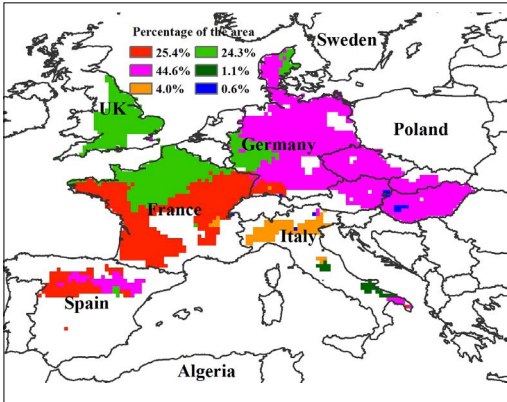 Percentage of the area
25.4% 24.3%
44.6% 1.1%
4.0% 0.6%
Sweden
UK
Germany
Poland
France
Italy
Spain
Algeria